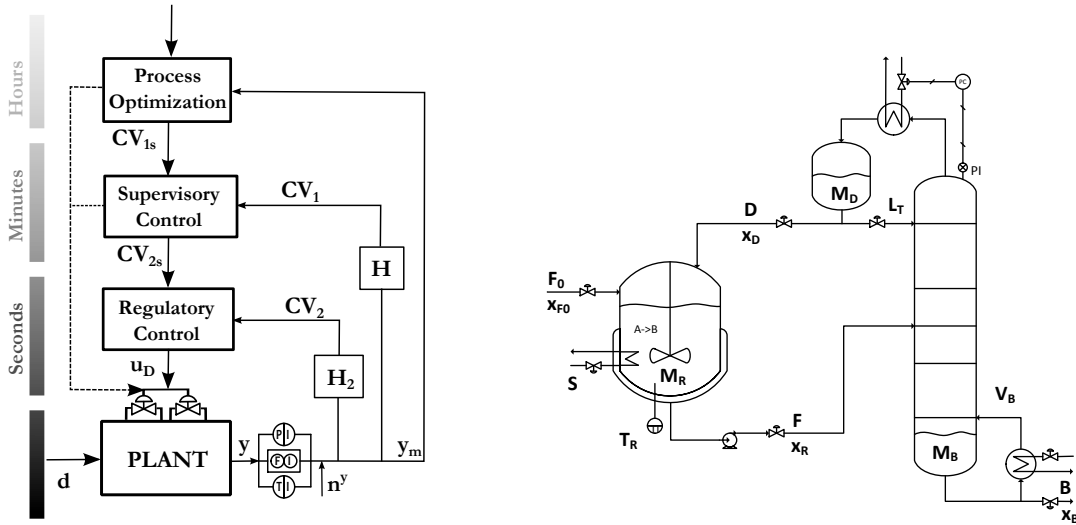 Hours
Minutes
Seconds
Process
Optimization
CV1s
Supervisory
Control
CV1
H
CV2s
Regulatory
Control
CV2
H2
uD
PLANT
d
y
P I
F I
T I
n^y
ym
PC
PI
MD
D
xD
LT
F0
xF0
A->B
MR
S
TR
F
xR
VB
MB
B
xB